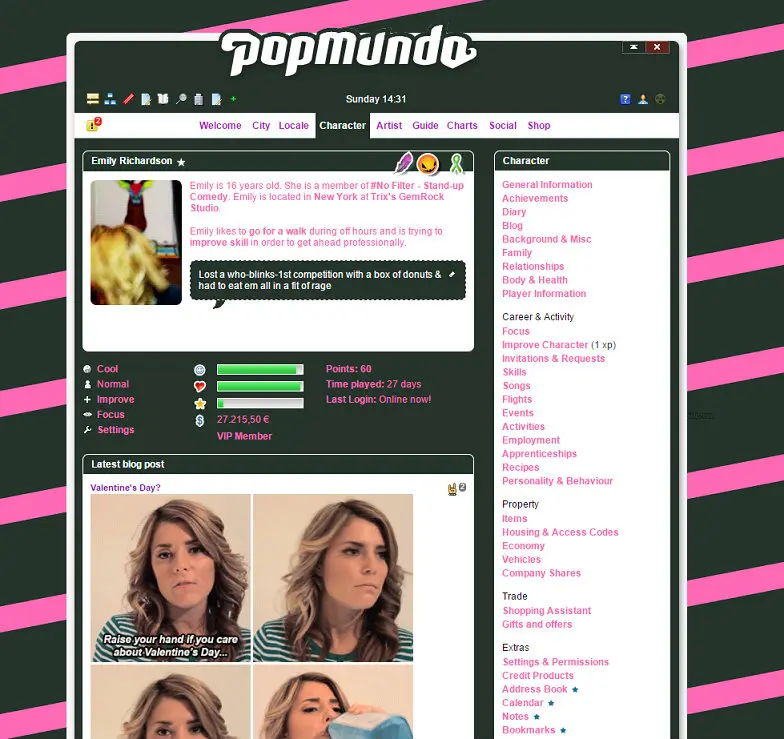 popmundo
Sunday 14:31
2
Welcome City Locale Character Artist Guide Charts Social Shop
Emily Richardson
Emily is 16 years old. She is a member of #No Filter - Stand-up
Comedy. Emily is located in New York at Trix's GemRock
Studio.
Emily likes to go for a walk during off hours and is trying to
improve skill in order to get ahead professionally.
Lost a who-blinks-1st competition with a box of donuts &
had to eat em all in a fit of rage
Cool
Normal
Improve
Focus
Settings
27.215,50 €
VIP Member
Points: 60
Time played: 27 days
Last Login: Online now!
Latest blog post
Valentine's Day?
2
Raise your hand if you care
about Valentine's Day...
Character
General Information
Achievements
Diary
Blog
Background & Misc
Family
Relationships
Body & Health
Player Information
Career & Activity
Focus
Improve Character (1 xp)
Invitations & Requests
Skills
Songs
Flights
Events
Activities
Employment
Apprenticeships
Recipes
Personality & Behaviour
Property
Items
Housing & Access Codes
Economy
Vehicles
Company Shares
Trade
Shopping Assistant
Gifts and offers
Extras
Settings & Permissions
Credit Products
Address Book
Calendar
Notes
Bookmarks